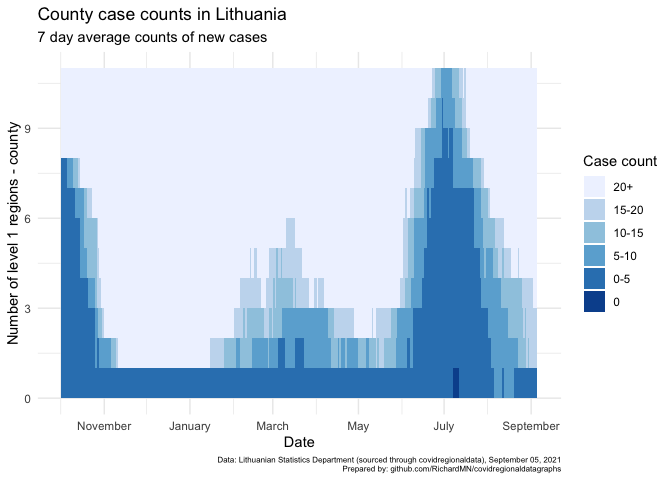 County case counts in Lithuania
7 day average counts of new cases
Number of level 1 regions - county
9
6
3
0
November
January
March
May
July
September
Date
Case count
20+
15-20
10-15
5-10
0-5
0
Data: Lithuanian Statistics Department (sourced through covidregionaldata), September 05, 2021
Prepared by: github.com/RichardMN/covidregionaldatagraphs